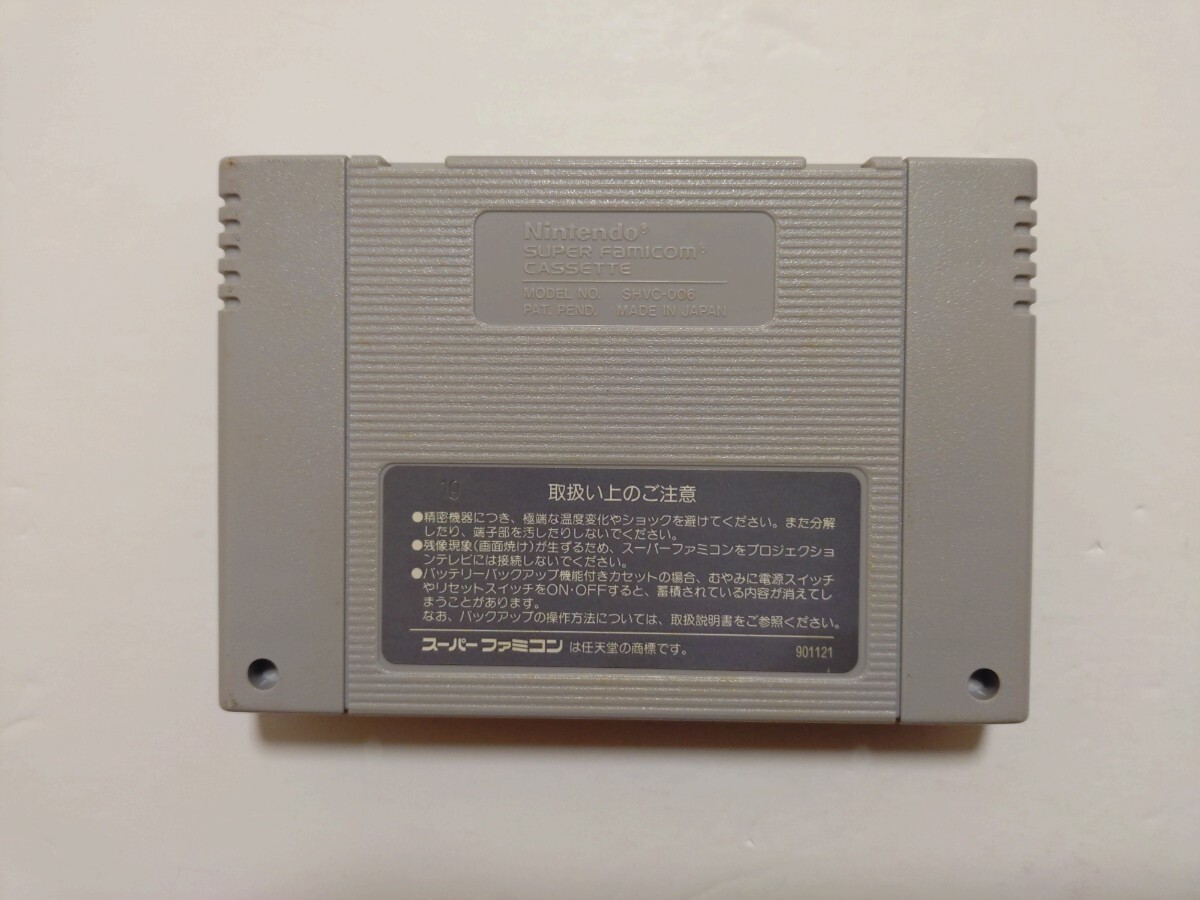 Nintendo®
SUPER FAMICOM®
CASSETTE
MODEL NO. SHVC-006
PAT. PEND. MADE IN JAPAN
19
取扱い上のご注意
●精密機器につき、極端な温度変化やショックを避けてください。また分解
したり、端子部を汚したりしないでください。
●残像現象(画面焼け)が生ずるため、スーパーファミコンをプロジェクショ
ンテレビには接続しないでください。
●バッテリーバックアップ機能付きカセットの場合、むやみに電源スイッチ
やリセットスイッチをON・OFFすると、蓄積されている内容が消えてし
まうことがあります。
なお、バックアップの操作方法については、取扱説明書をご参照ください。
スーパーファミコン は任天堂の商標です。 901121